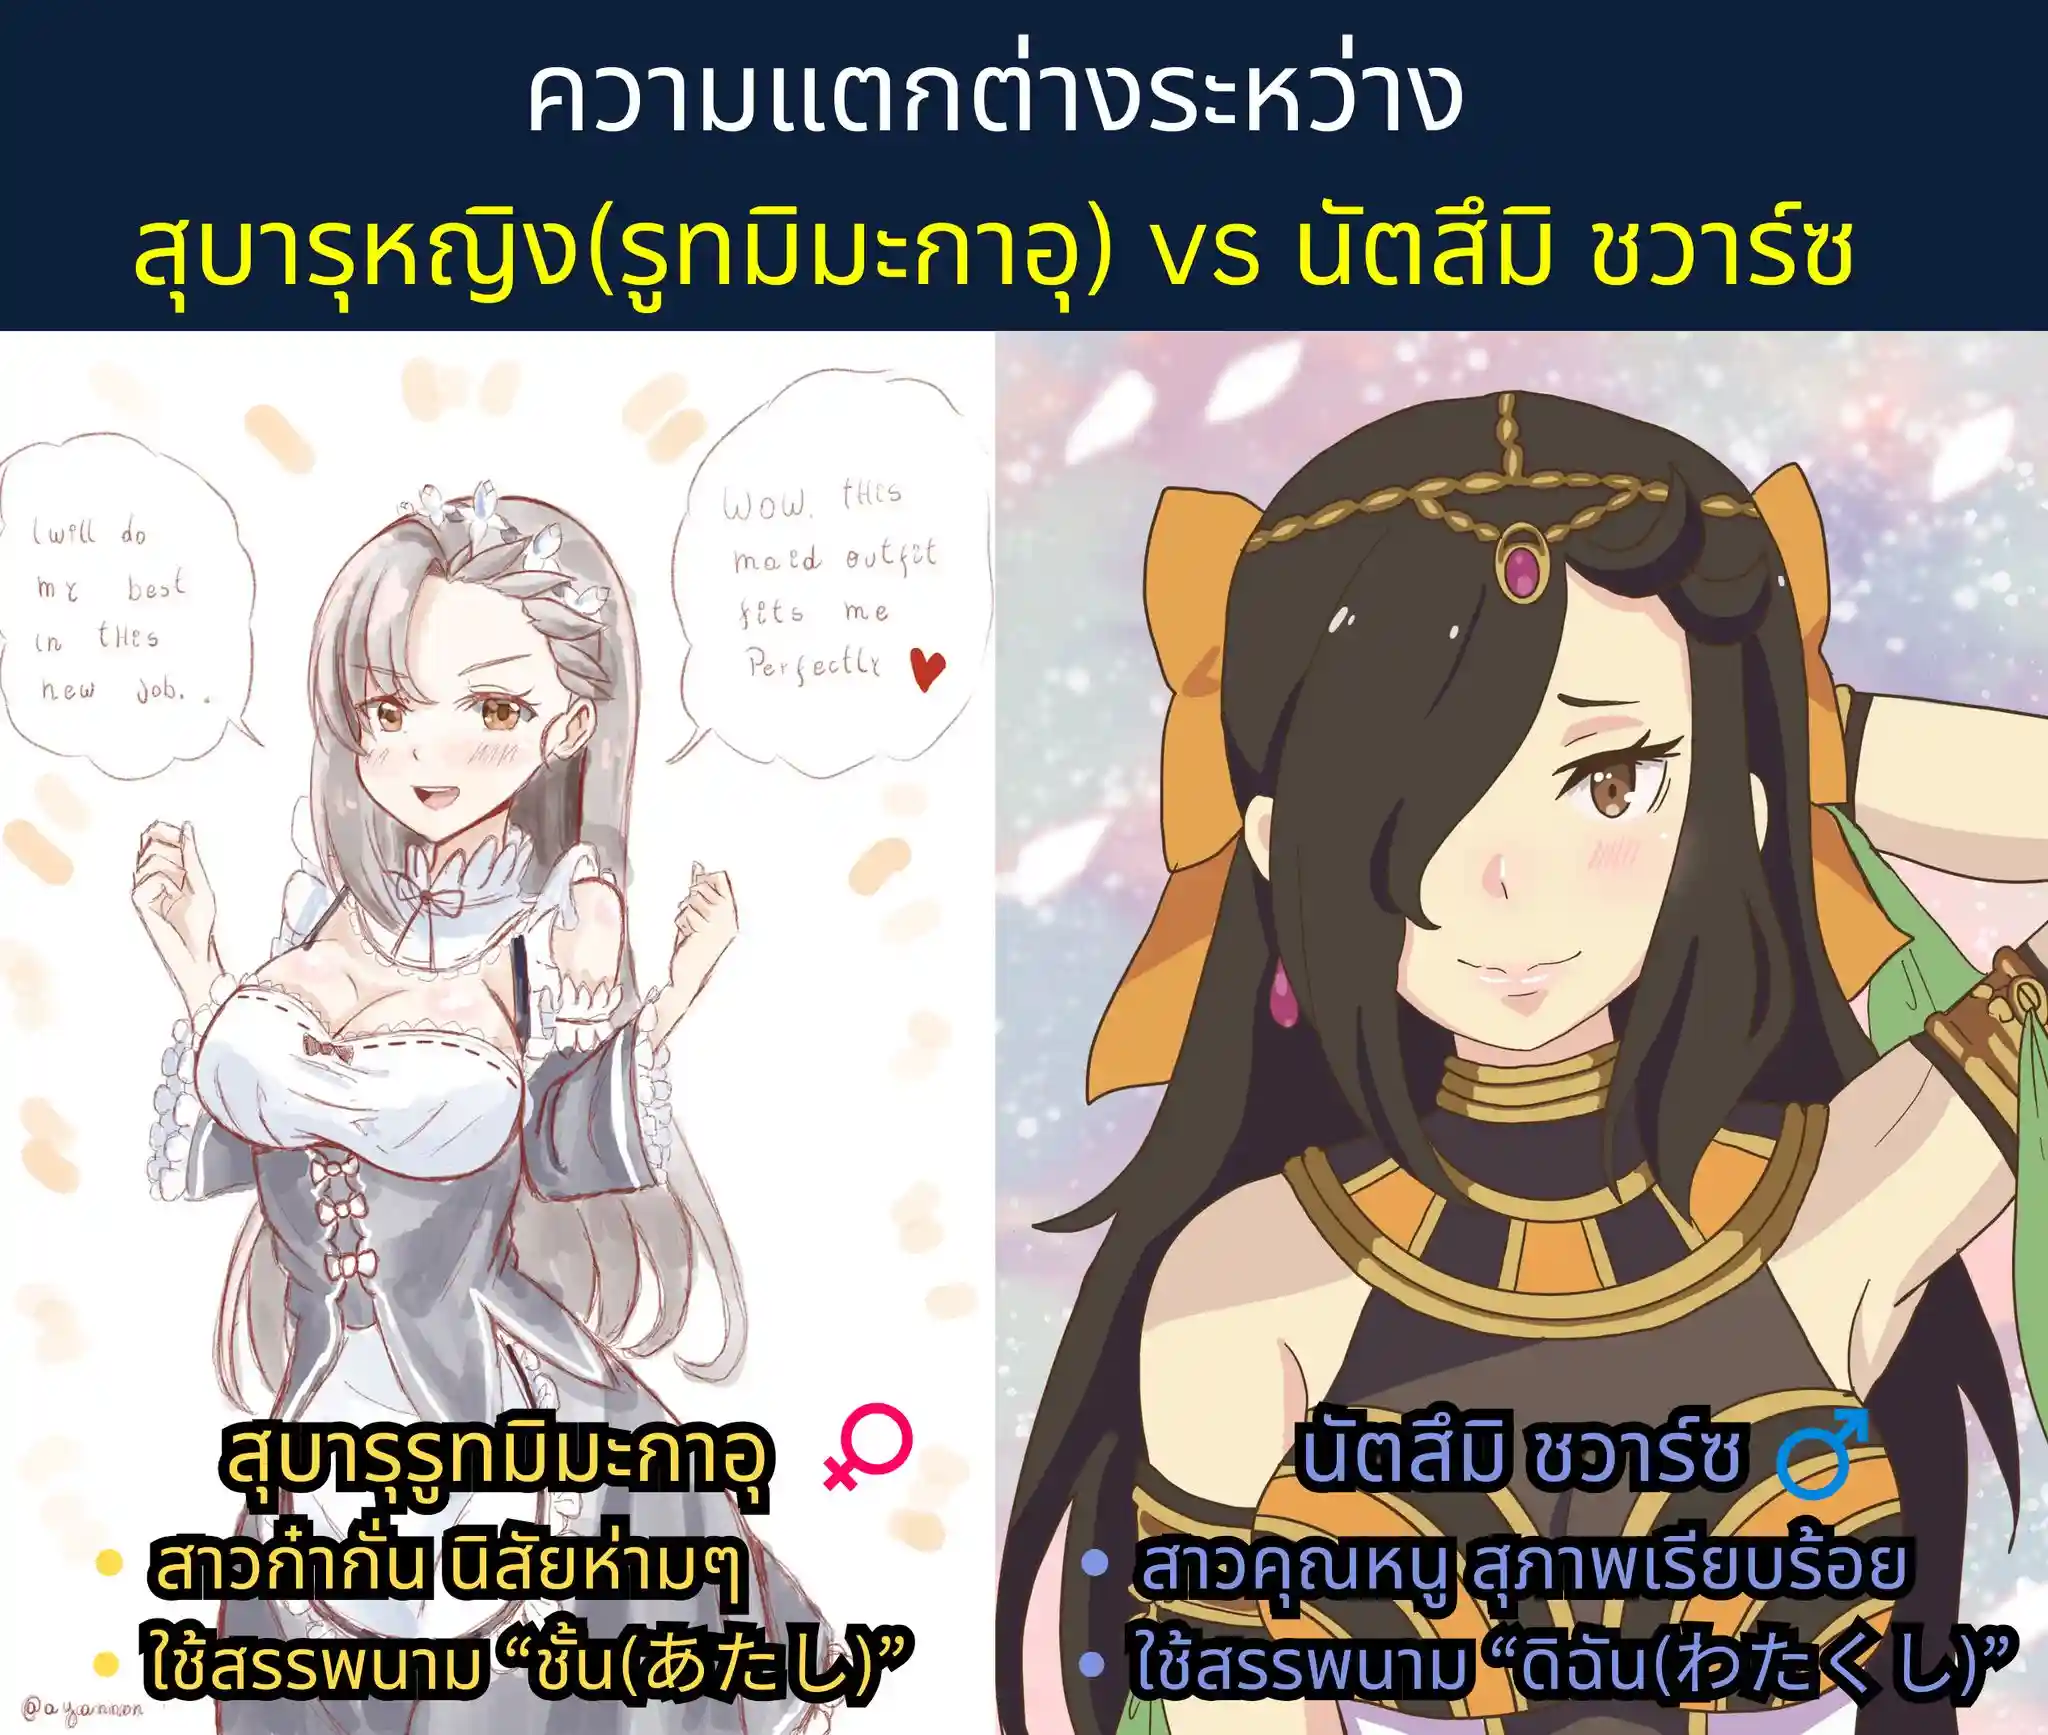 ความแตกต่างระหว่าง
สุบารุหญิง(รูทมิมะกาอุ) vs นัตสึมิ ชวาร์ซ
I will do
my best
in this
new job. .
Wow, this
maid outfit
fits me
Perfectly
สุบารุรูทมิมะกาอุ
• สาวก๋ากั่น นิสัยห่ามๆ
• ใช้สรรพนาม “ชั้น(あたし)”
@ayannon
นัตสึมิ ชวาร์ซ
• สาวคุณหนู สุภาพเรียบร้อย
• ใช้สรรพนาม “ดิฉัน(わたくし)”